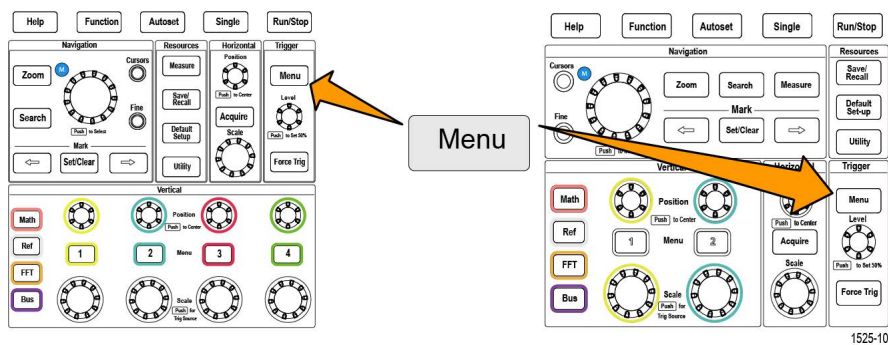 Help Function Autoset Single Run/Stop
Navigation Resources Horizontal Trigger
Zoom M Cursors Measure Position Menu
Push to Center
Level
Save/
Recall
Search Fine Acquire
Push to Select Default
Setup Scale Push to Set 50%
Mark
Set/Clear Utility Force Trig
Vertical
Math Position
Push to Center
Ref 1 2 Menu 3 4
FFT
Bus Scale
Push for
Trig Source
Menu
Help Function Autoset Single Run/Stop
Navigation Resources
Cursors M Save/
Recall
Zoom Search Measure
Fine Mark Default
Set-up
Set/Clear
Push Utility
Vertical Horizontal Trigger
Math Position Menu
Push to Center Push to Center Level
Ref 1 Menu 2 Acquire
FFT Scale Push to Set 50%
Bus Scale Force Trig
Push for
Trig Source
1525-10